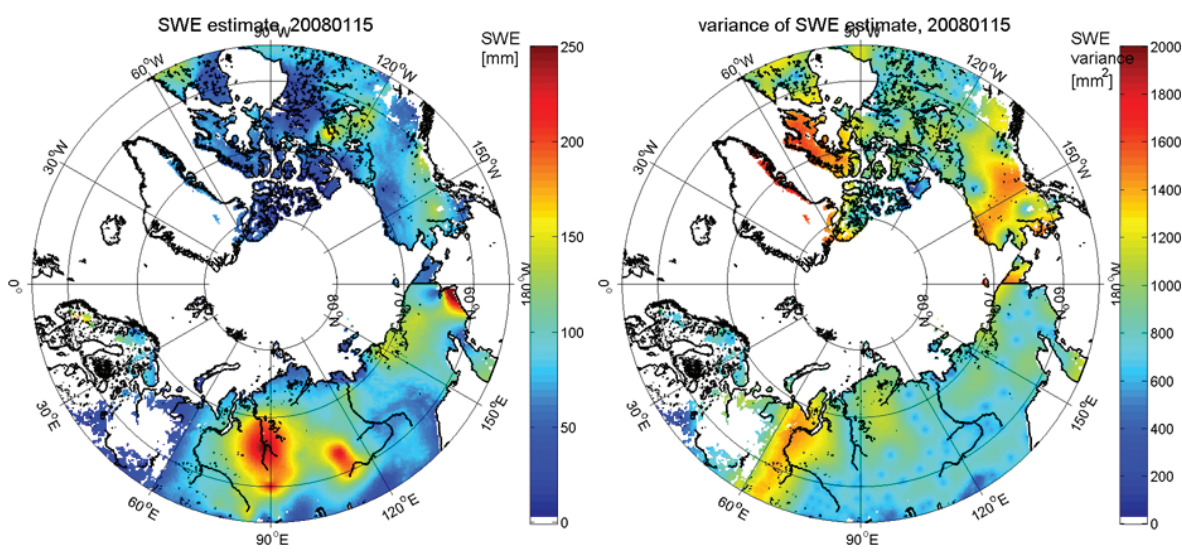 SWE estimate, 20080115
SWE
[mm]
250
200
150
100
50
0
90°W
120°W
150°W
180°W
150°E
120°E
90°E
60°E
30°E
0
30°W
60°W
80°N
70°N
60°N
variance of SWE estimate, 20080115
SWE
variance
[mm²]
2000
1800
1600
1400
1200
1000
800
600
400
200
0
90°W
120°W
150°W
180°W
150°E
120°E
90°E
60°E
30°E
0
30°W
60°W
80°N
70°N
60°N